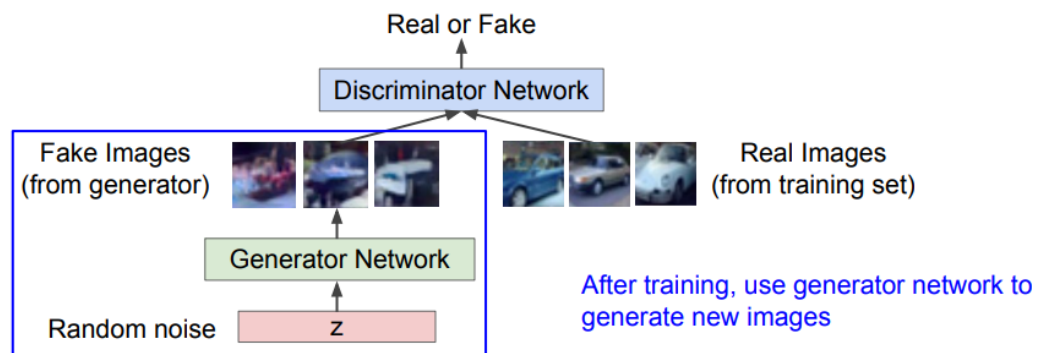 Real or Fake
Discriminator Network
Fake Images
(from generator)
Real Images
(from training set)
Generator Network
After training, use generator network to
generate new images
Random noise
z